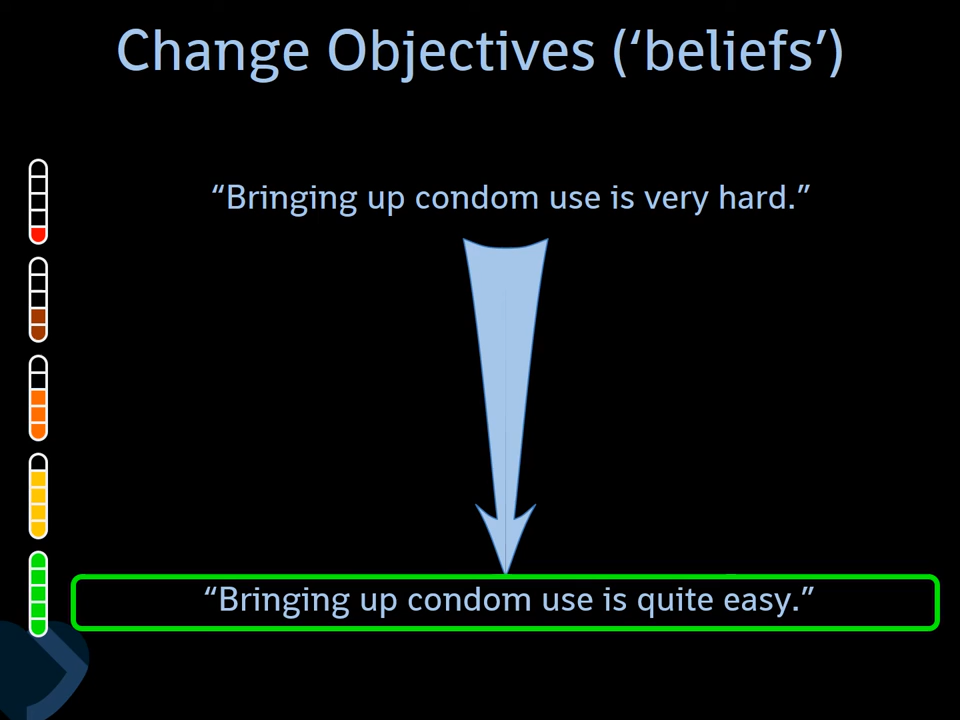 Change Objectives (‘beliefs’)
“Bringing up condom use is very hard.”
“Bringing up condom use is quite easy.”